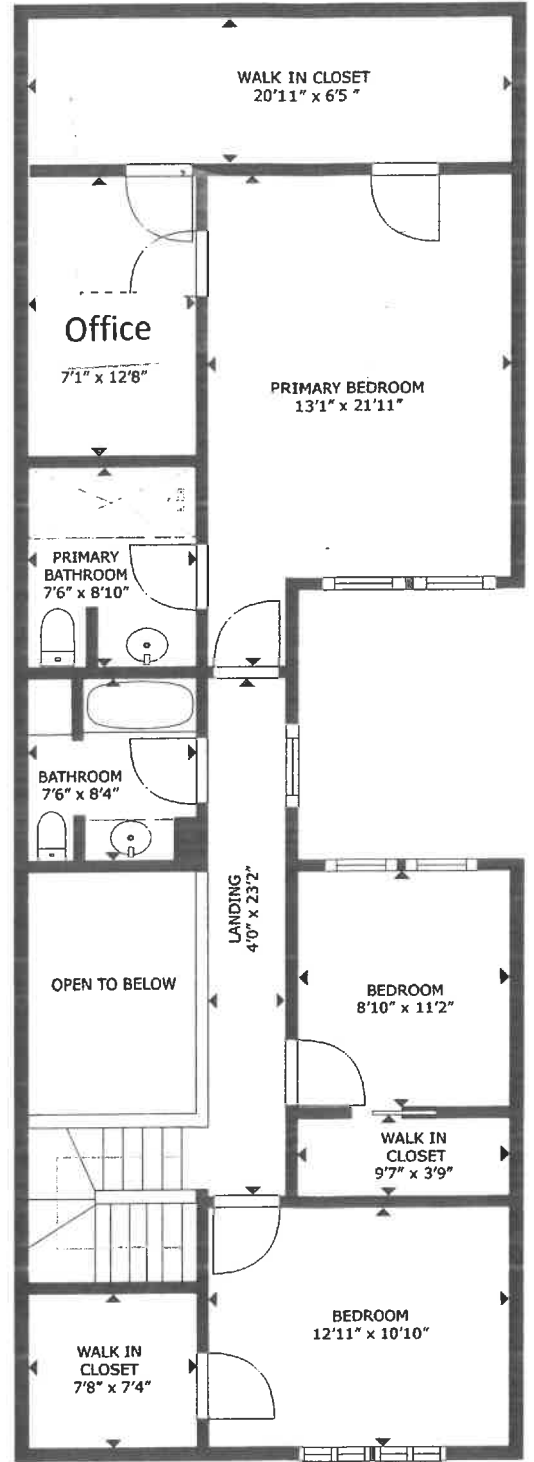 WALK IN CLOSET
20'11" x 6'5 "
Office
7'1" x 12'8"
PRIMARY BEDROOM
13'1" x 21'11"
PRIMARY
BATHROOM
7'6" x 8'10"
BATHROOM
7'6" x 8'4"
LANDING
4'0" x 23'2"
OPEN TO BELOW
BEDROOM
8'10" x 11'2"
WALK IN
CLOSET
9'7" x 3'9"
BEDROOM
12'11" x 10'10"
WALK IN
CLOSET
7'8" x 7'4"